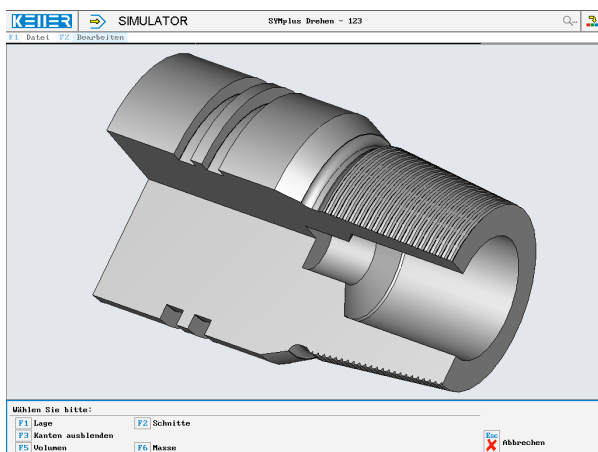 KELLER SIMULATOR SYMplus Drehen - 123
F1 Datei F2 Bearbeiten
Wählen Sie bitte:
F1 Lage F2 Schnitte
F3 Kanten ausblenden
F5 Volumen F6 Masse
Esc Abbrechen